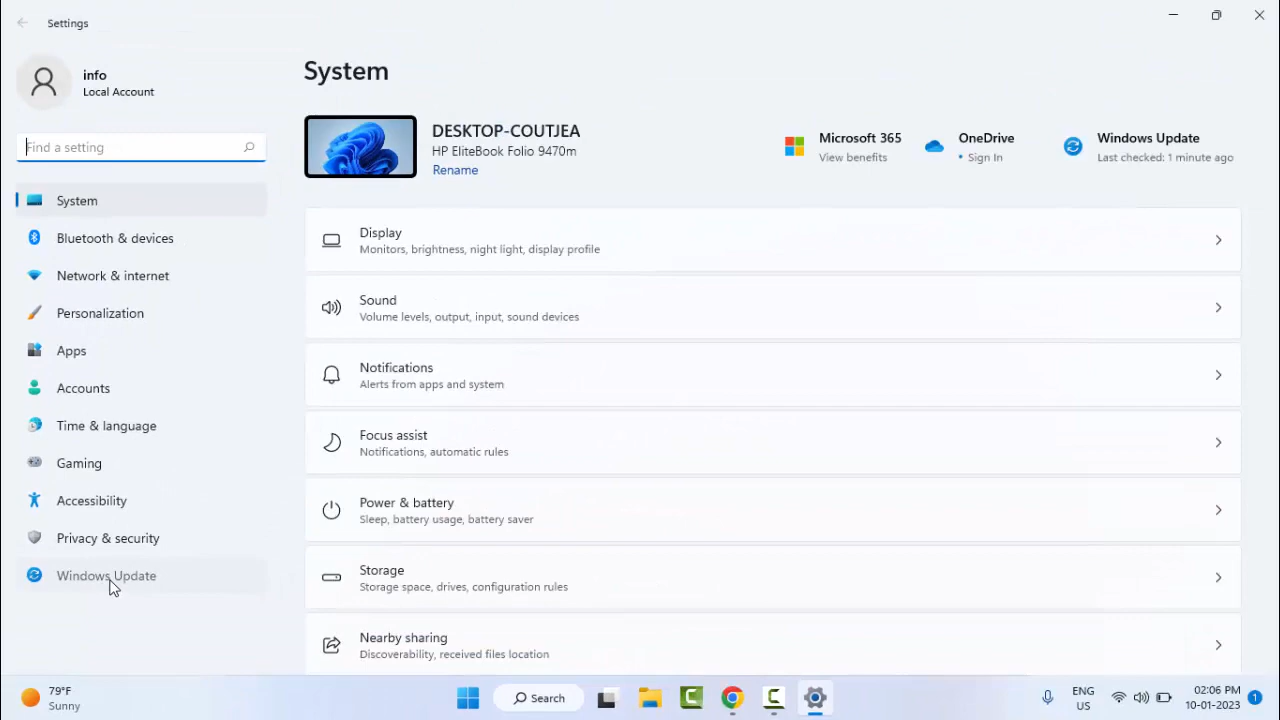 Settings
info
Local Account
Find a setting
System
Bluetooth & devices
Network & internet
Personalization
Apps
Accounts
Time & language
Gaming
Accessibility
Privacy & security
Windows Update
System
DESKTOP-COUTJEA
HP EliteBook Folio 9470m
Rename
Microsoft 365
View benefits
OneDrive
• Sign In
Windows Update
Last checked: 1 minute ago
Display
Monitors, brightness, night light, display profile
Sound
Volume levels, output, input, sound devices
Notifications
Alerts from apps and system
Focus assist
Notifications, automatic rules
Power & battery
Sleep, battery usage, battery saver
Storage
Storage space, drives, configuration rules
Nearby sharing
Discoverability, received files location
79°F
Sunny
Search
ENG
US
02:06 PM
10-01-2023
1